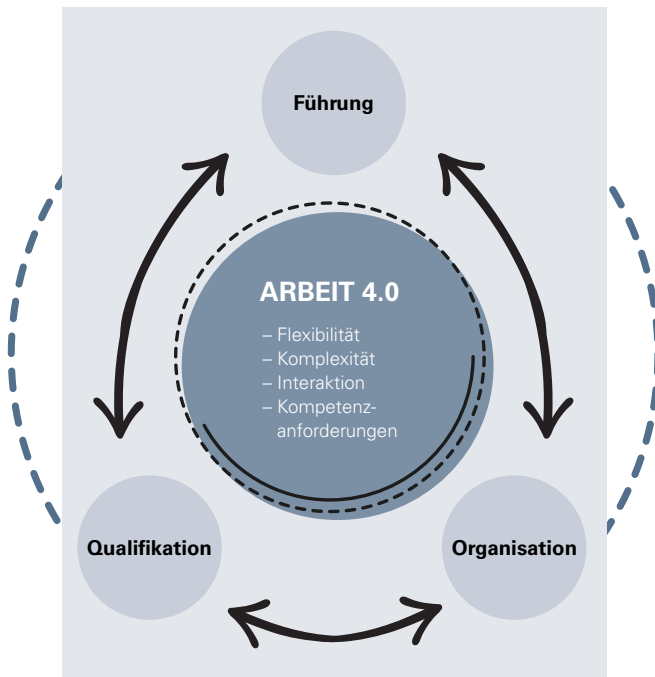 Führung
ARBEIT 4.0
– Flexibilität
– Komplexität
– Interaktion
– Kompetenz-
anforderungen
Qualifikation
Organisation